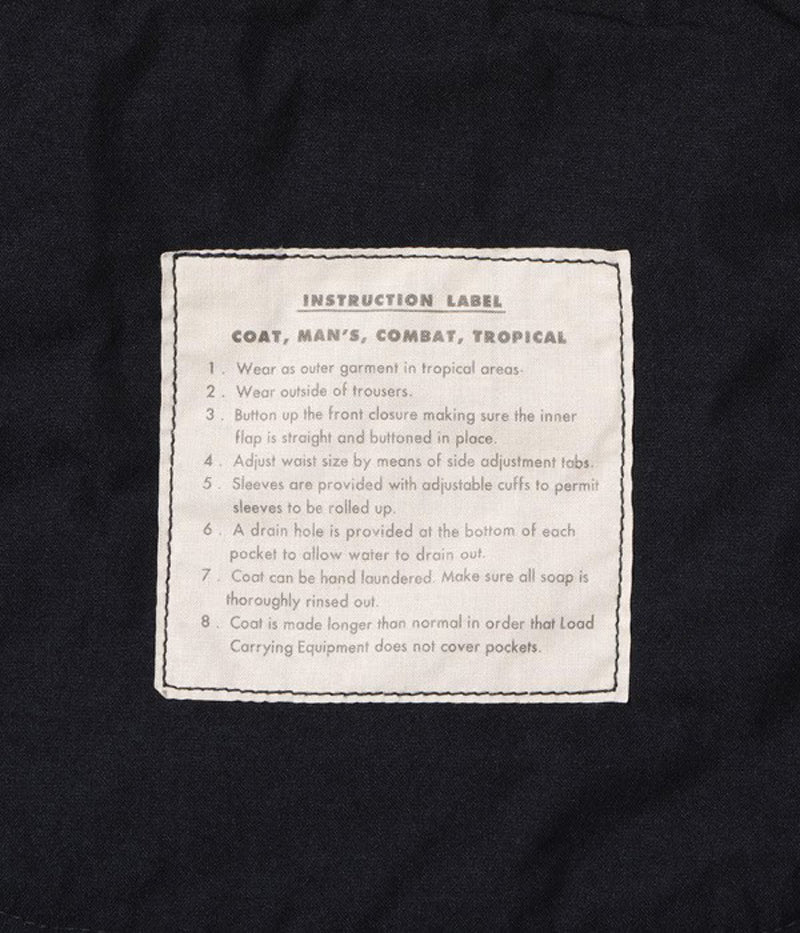 INSTRUCTION LABEL
COAT, MAN'S, COMBAT, TROPICAL
1 . Wear as outer garment in tropical areas.
2 . Wear outside of trousers.
3 . Button up the front closure making sure the inner
flap is straight and buttoned in place.
4 . Adjust waist size by means of side adjustment tabs.
5 . Sleeves are provided with adjustable cuffs to permit
sleeves to be rolled up.
6 . A drain hole is provided at the bottom of each
pocket to allow water to drain out.
7 . Coat can be hand laundered. Make sure all soap is
thoroughly rinsed out.
8 . Coat is made longer than normal in order that Load
Carrying Equipment does not cover pockets.